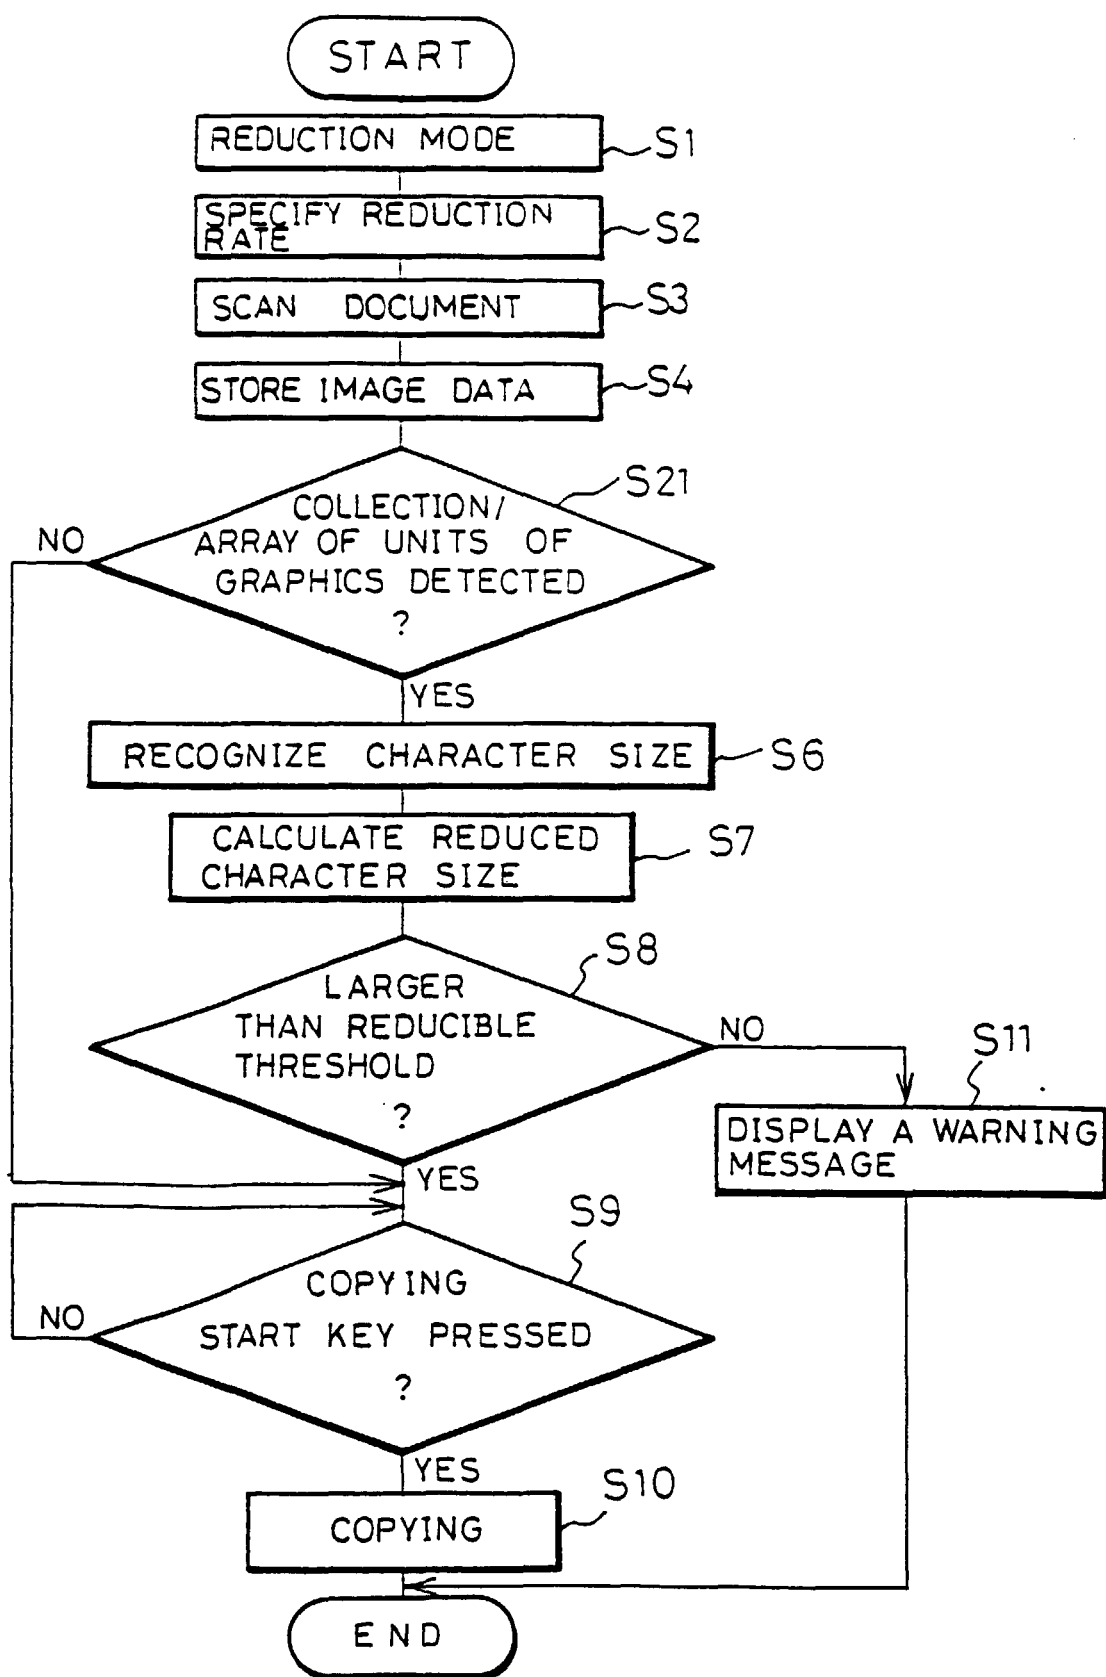 START
REDUCTION MODE
S1
SPECIFY REDUCTION
RATE
S2
SCAN DOCUMENT
S3
STORE IMAGE DATA
S4
S21
COLLECTION/
ARRAY OF UNITS OF
GRAPHICS DETECTED
?
NO
YES
RECOGNIZE CHARACTER SIZE
S6
CALCULATE REDUCED
CHARACTER SIZE
S7
S8
LARGER
THAN REDUCIBLE
THRESHOLD
?
NO
S11
DISPLAY A WARNING
MESSAGE
YES
S9
COPYING
START KEY PRESSED
?
NO
YES
S10
COPYING
END